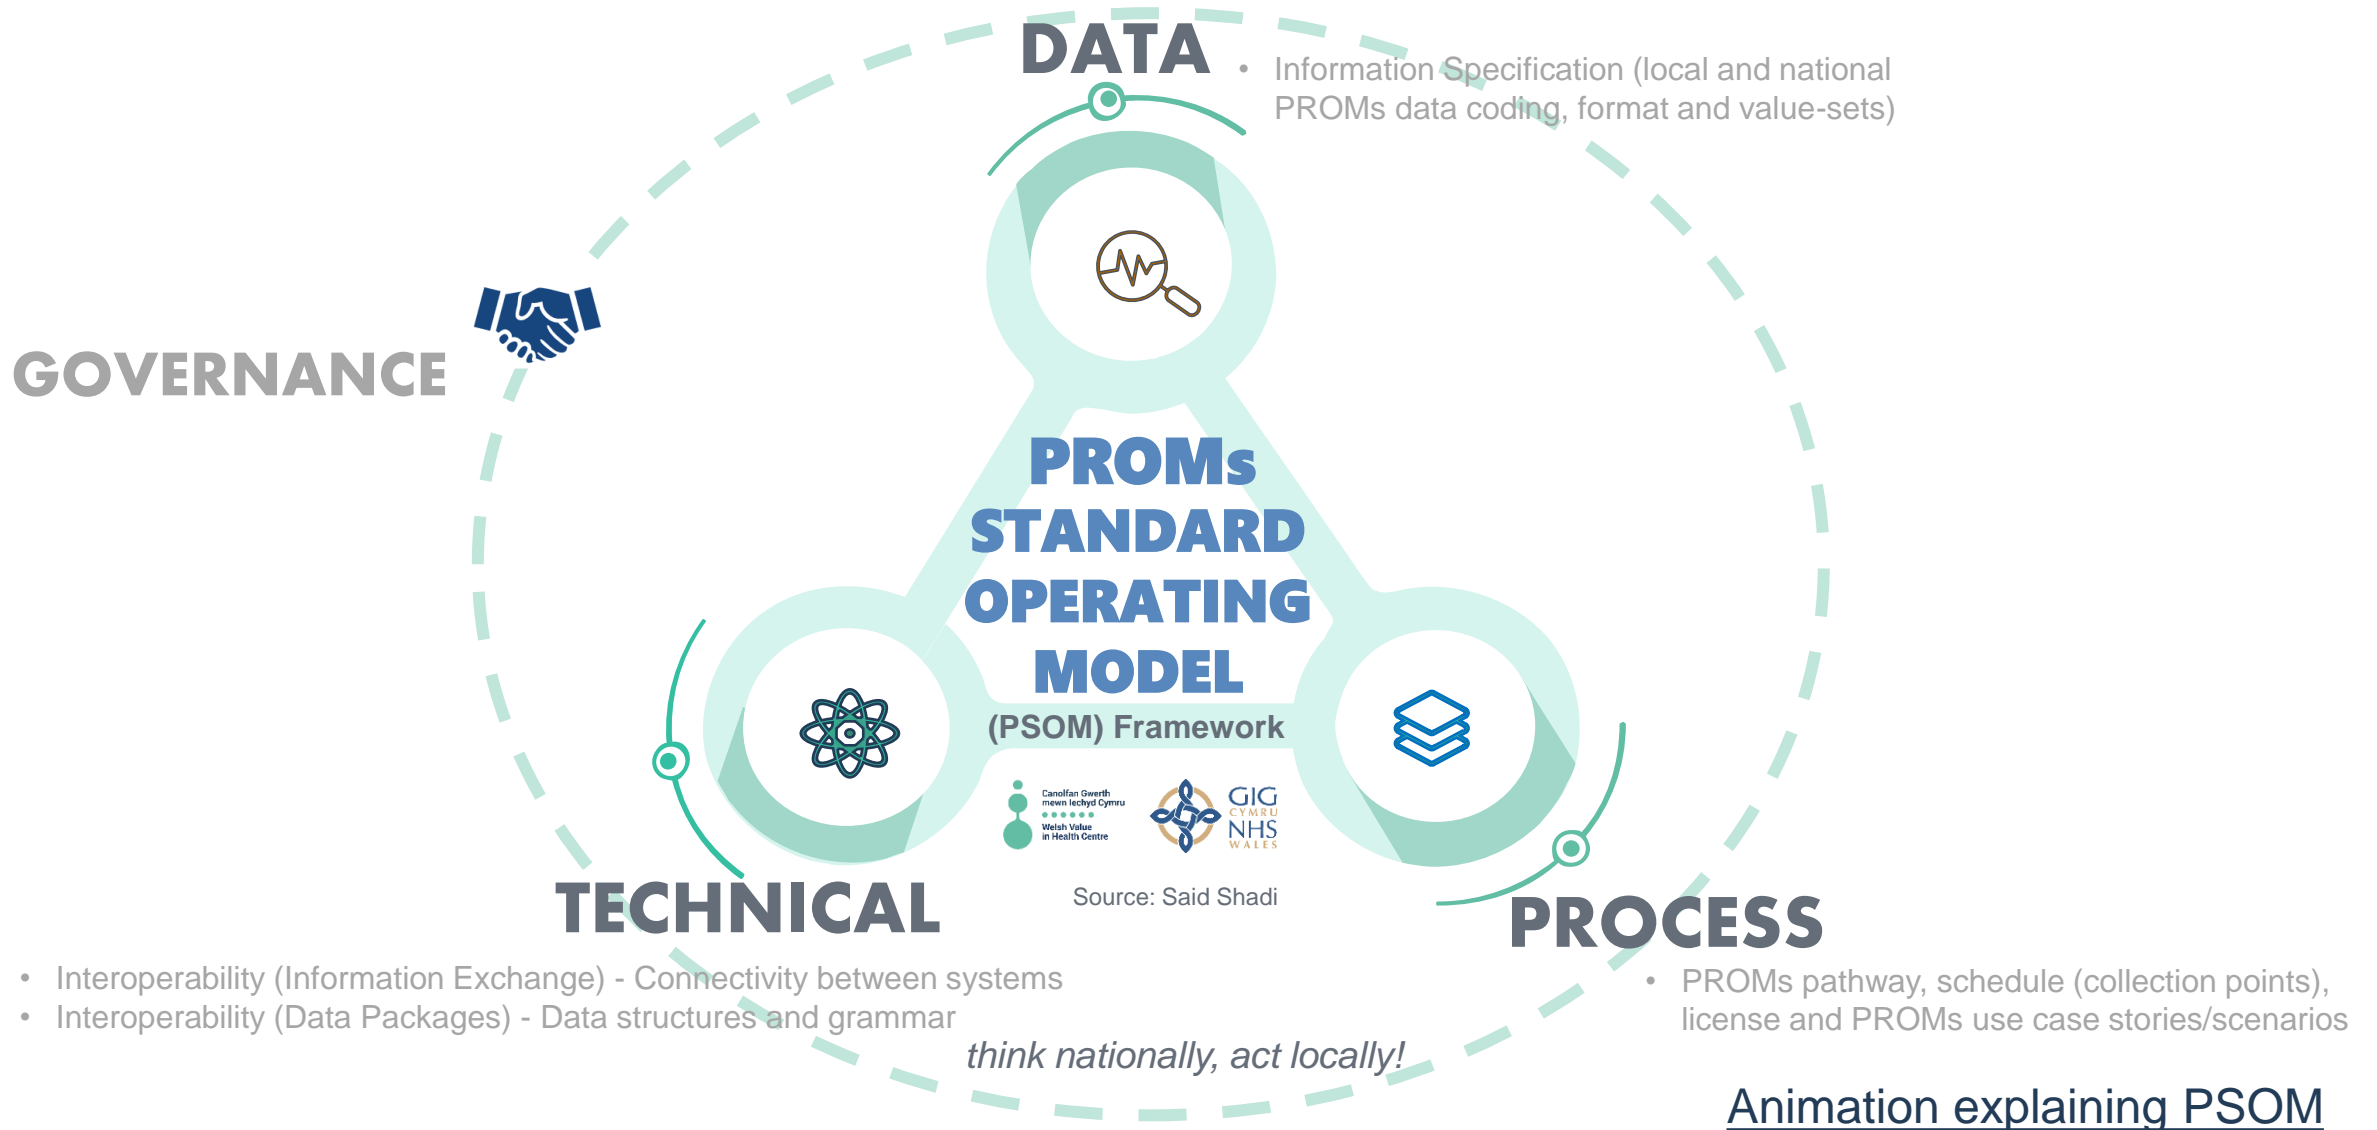 DATA
• Information Specification (local and national
PROMs data coding, format and value-sets)
GOVERNANCE
PROMs
STANDARD
OPERATING
MODEL
(PSOM) Framework
Canolfan Gwerth
mewn Iechyd Cymru
Welsh Value
in Health Centre
GIG
CYMRU
NHS
WALES
Source: Said Shadi
TECHNICAL
• Interoperability (Information Exchange) - Connectivity between systems
• Interoperability (Data Packages) - Data structures and grammar
PROCESS
• PROMs pathway, schedule (collection points),
license and PROMs use case stories/scenarios
think nationally, act locally!
Animation explaining PSOM